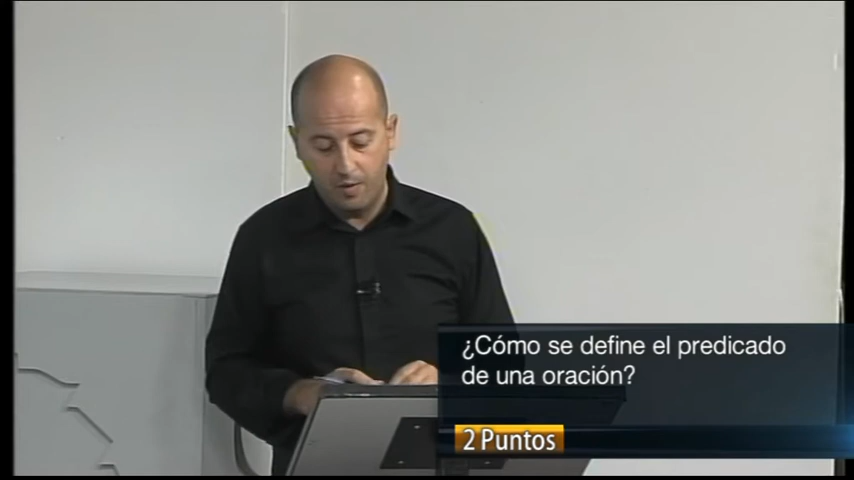 ¿Cómo se define el predicado
de una oración?
2 Puntos